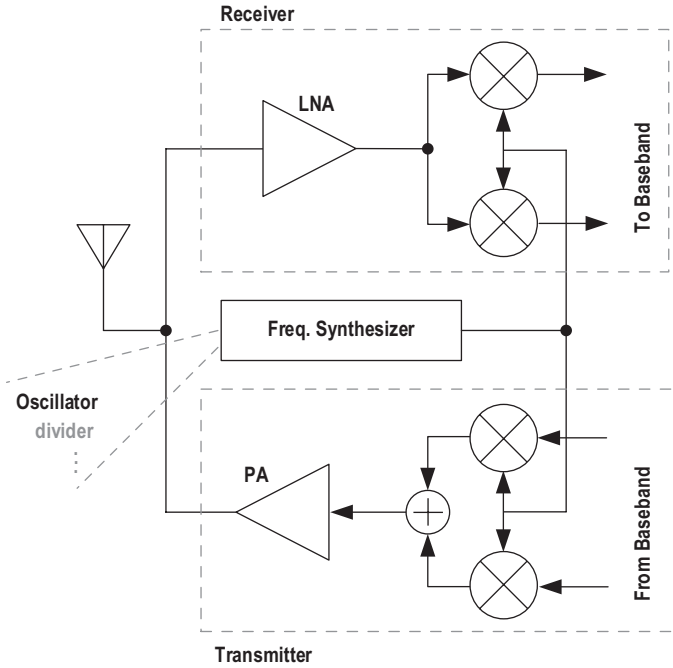 Receiver
LNA
To Baseband
Freq. Synthesizer
Oscillator
divider
PA
From Baseband
Transmitter